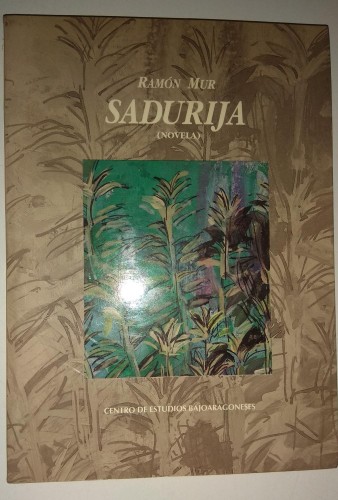 RAMÓN MUR
SADURIJA
(NOVELA)
CENTRO DE ESTUDIOS BAJOARAGONESES